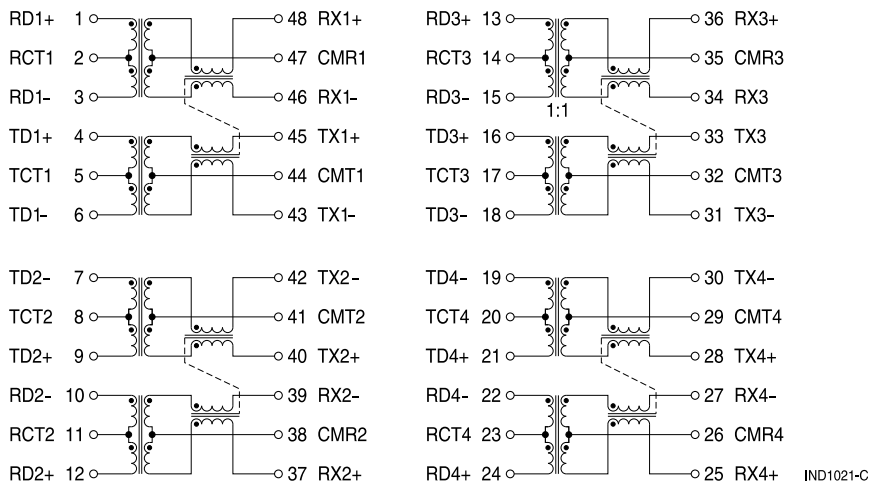 RD1+ 1 48 RX1+ RD3+ 13 36 RX3+
RCT1 2 47 CMR1 RCT3 14 35 CMR3
RD1- 3 46 RX1- RD3- 15 34 RX3
1:1
TD1+ 4 45 TX1+ TD3+ 16 33 TX3
TCT1 5 44 CMT1 TCT3 17 32 CMT3
TD1- 6 43 TX1- TD3- 18 31 TX3-
TD2- 7 42 TX2- TD4- 19 30 TX4-
TCT2 8 41 CMT2 TCT4 20 29 CMT4
TD2+ 9 40 TX2+ TD4+ 21 28 TX4+
RD2- 10 39 RX2- RD4- 22 27 RX4-
RCT2 11 38 CMR2 RCT4 23 26 CMR4
RD2+ 12 37 RX2+ RD4+ 24 25 RX4+ IND1021-C